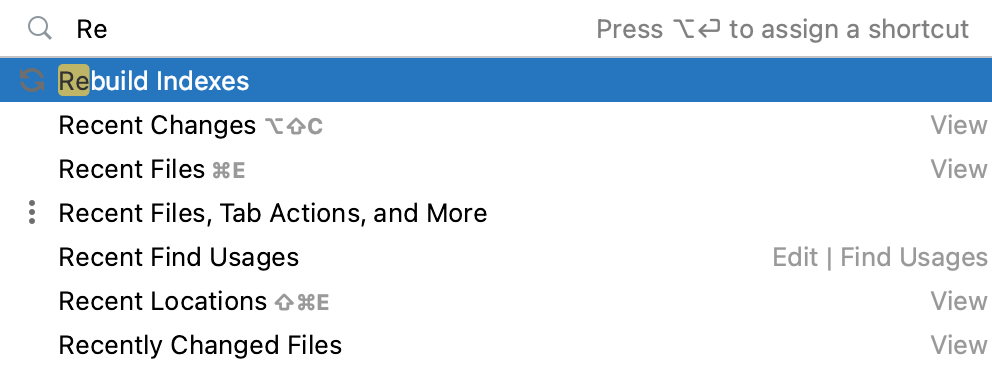 Re Press ⌥↩ to assign a shortcut
Rebuild Indexes
Recent Changes ⌥⇧C View
Recent Files ⌘E View
Recent Files, Tab Actions, and More
Recent Find Usages Edit | Find Usages
Recent Locations ⇧⌘E View
Recently Changed Files View